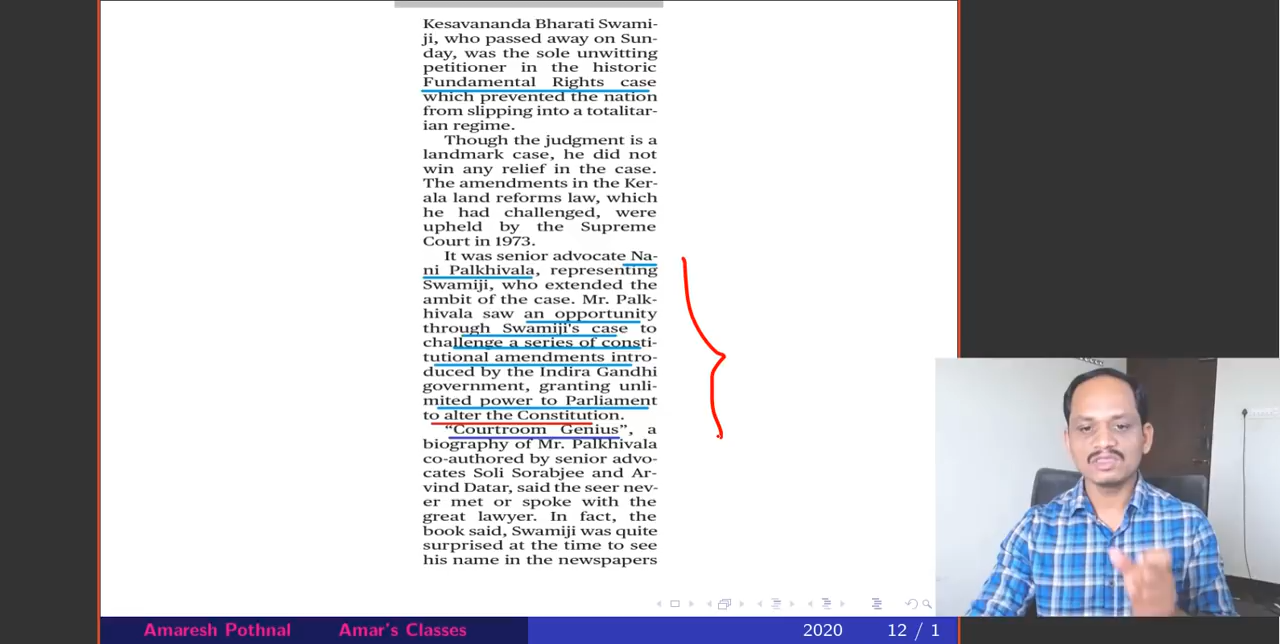 Kesavananda Bharati Swami-
ji, who passed away on Sun-
day, was the sole unwitting
petitioner in the historic
Fundamental Rights case
which prevented the nation
from slipping into a totalitar-
ian regime.
Though the judgment is a
landmark case, he did not
win any relief in the case.
The amendments in the Ker-
ala land reforms law, which
he had challenged, were
upheld by the Supreme
Court in 1973.
It was senior advocate Na-
ni Palkhivala, representing
Swamiji, who extended the
ambit of the case. Mr. Palk-
hivala saw an opportunity
through Swamiji's case to
challenge a series of consti-
tutional amendments intro-
duced by the Indira Gandhi
government, granting unli-
mited power to Parliament
to alter the Constitution.
“Courtroom Genius”, a
biography of Mr. Palkhivala
co-authored by senior advo-
cates Soli Sorabjee and Ar-
vind Datar, said the seer nev-
er met or spoke with the
great lawyer. In fact, the
book said, Swamiji was quite
surprised at the time to see
his name in the newspapers
Amaresh Pothnal Amar's Classes 2020 12 / 1